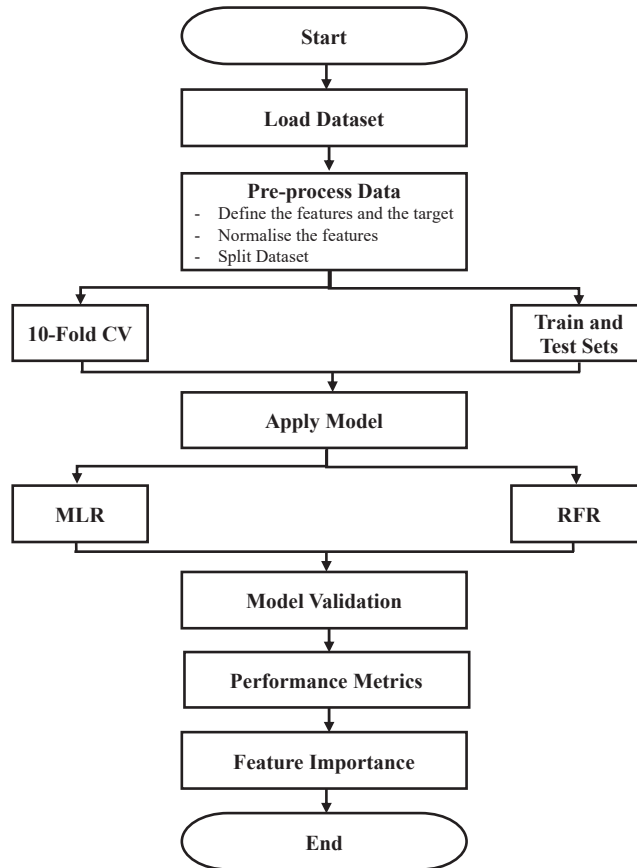 Start
Load Dataset
Pre-process Data
- Define the features and the target
- Normalise the features
- Split Dataset
10-Fold CV
Train and
Test Sets
Apply Model
MLR
RFR
Model Validation
Performance Metrics
Feature Importance
End